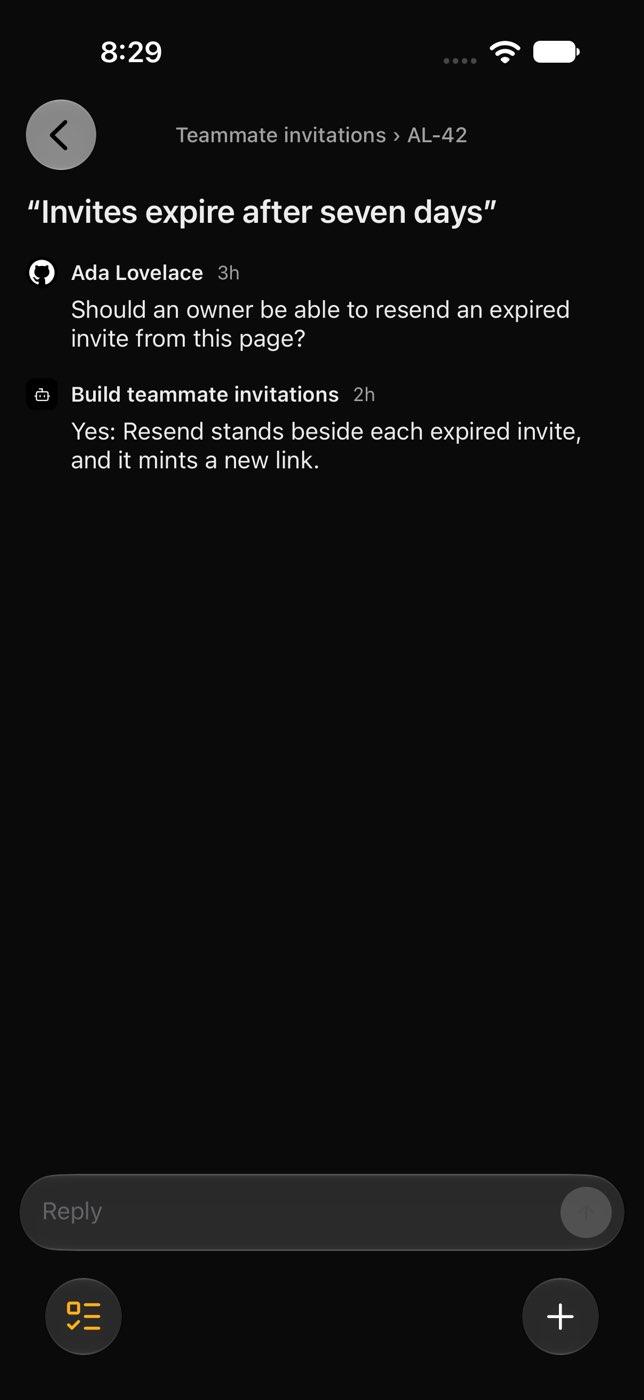 8:29
Teammate invitations › AL-42
“Invites expire after seven days”
Ada Lovelace 3h
Should an owner be able to resend an expired
invite from this page?
Build teammate invitations 2h
Yes: Resend stands beside each expired invite,
and it mints a new link.
Reply